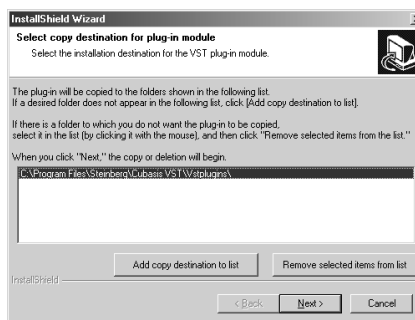 InstallShield Wizard
Select copy destination for plug-in module
Select the installation destination for the VST plug-in module.
The plug-in will be copied to the folders shown in the following list.
If a desired folder does not appear in the following list, click [Add copy destination to list].
If there is a folder to which you do not want the plug-in to be copied,
select it in the list (by clicking it with the mouse), and then click "Remove selected items from the list."
When you click "Next," the copy or deletion will begin.
C:\Program Files\Steinberg\Cubasis VST\Vstplugins\
Add copy destination to list
Remove selected items from list
InstallShield
< Back
Next >
Cancel